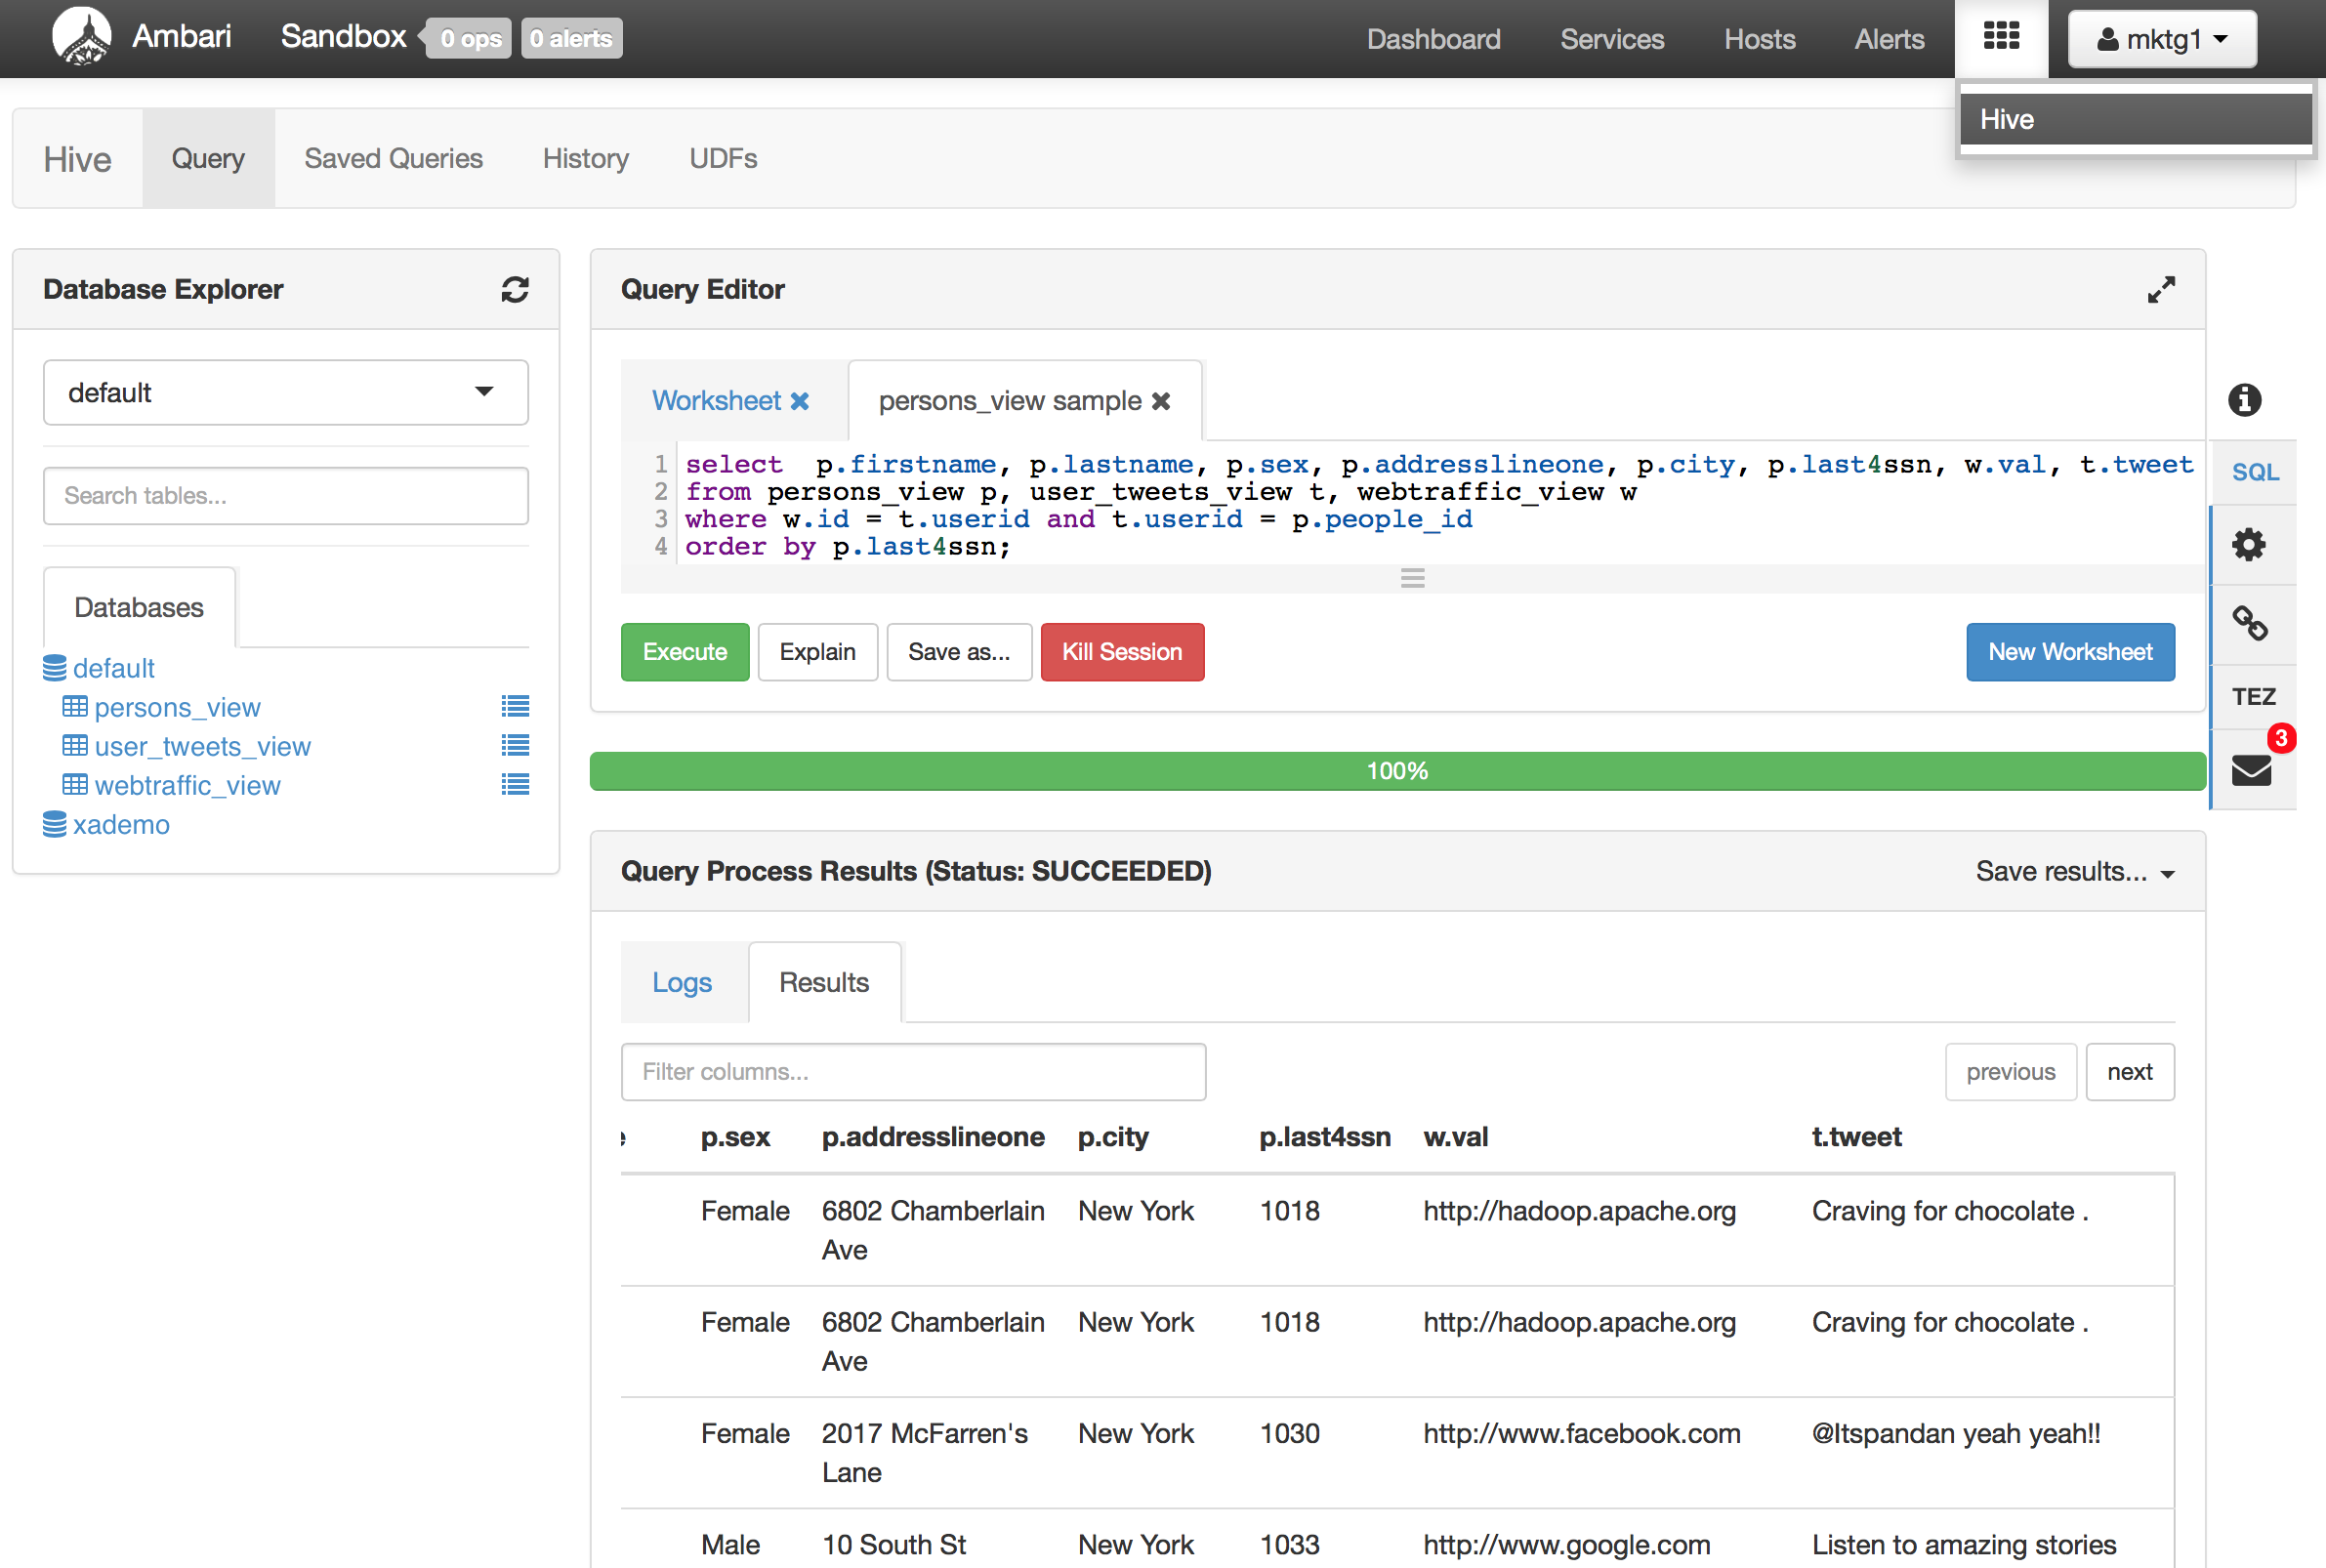 Ambari Sandbox 0 ops 0 alerts Dashboard Services Hosts Alerts mktg1
Hive
Hive Query Saved Queries History UDFs
Database Explorer
default
Search tables...
Databases
default
persons_view
user_tweets_view
webtraffic_view
xademo
Query Editor
Worksheet persons_view sample
1 select  p.firstname, p.lastname, p.sex, p.addresslineone, p.city, p.last4ssn, w.val, t.tweet
2 from persons_view p, user_tweets_view t, webtraffic_view w
3 where w.id = t.userid and t.userid = p.people_id
4 order by p.last4ssn;
Execute Explain Save as... Kill Session New Worksheet
SQL
TEZ
3
100%
Query Process Results (Status: SUCCEEDED) Save results...
Logs Results
Filter columns... previous next
p.sex p.addresslineone p.city p.last4ssn w.val t.tweet
Female 6802 Chamberlain New York 1018 http://hadoop.apache.org Craving for chocolate .
Ave
Female 6802 Chamberlain New York 1018 http://hadoop.apache.org Craving for chocolate .
Ave
Female 2017 McFarren's New York 1030 http://www.facebook.com @Itspandan yeah yeah!!
Lane
Male 10 South St New York 1033 http://www.google.com Listen to amazing stories